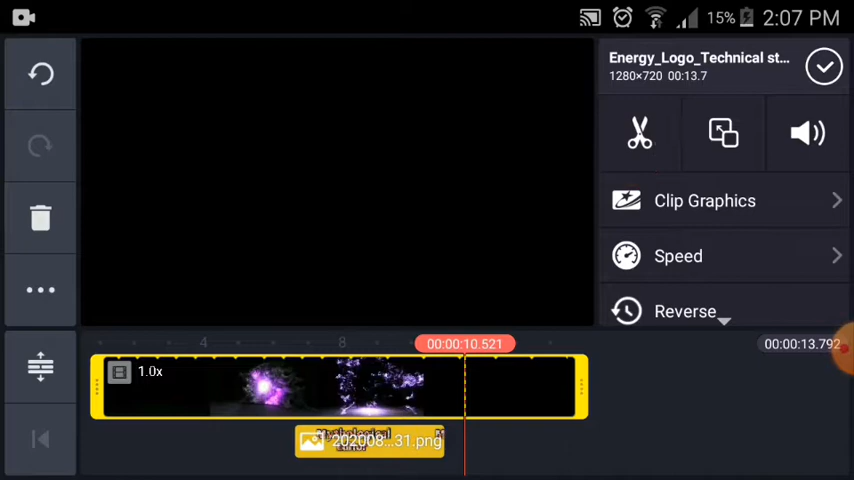 15% 2:07 PM
Energy_Logo_Technical st...
1280×720 00:13.7
Clip Graphics
Speed
Reverse
4 8 00:00:10.521 00:00:13.792
1.0x
Mythological
202008...31.png